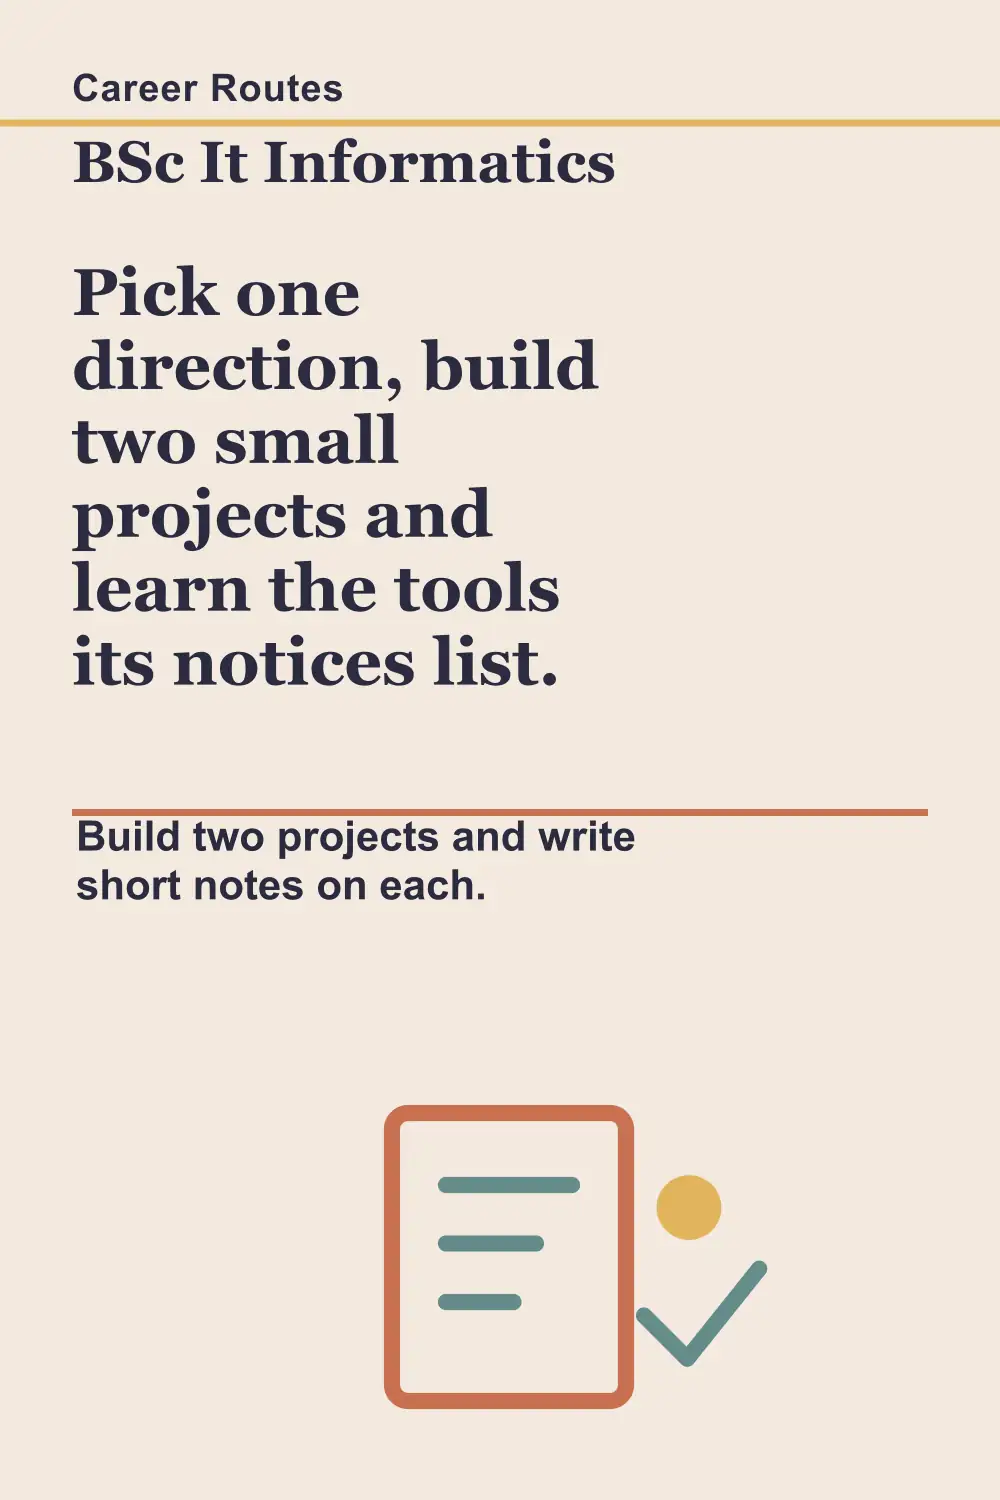 Career Routes
BSc It Informatics
Pick one
direction, build
two small
projects and
learn the tools
its notices list.
Build two projects and write
short notes on each.